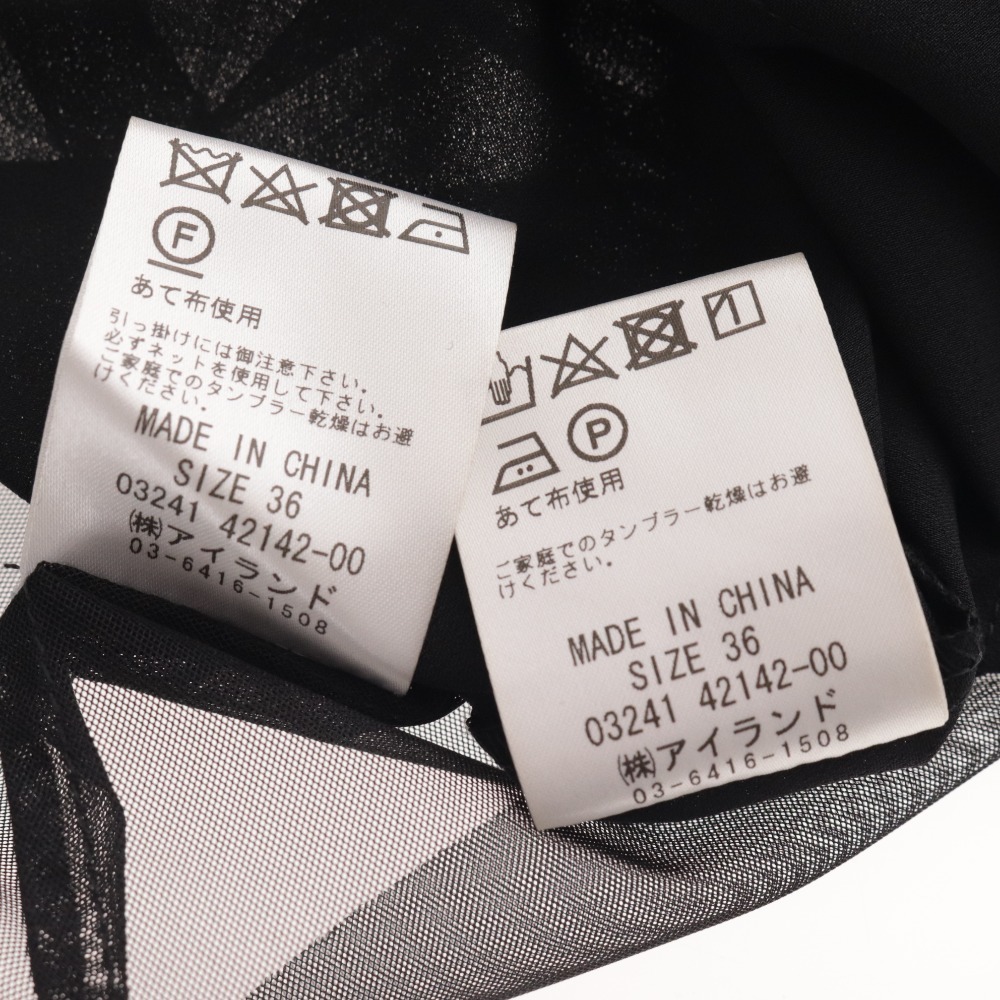 F
あて布使用
引っ掛けには御注意下さい。
必ずネットを使用して下さい。
ご家庭でのタンブラー乾燥はお避
けください。
MADE IN CHINA
SIZE 36
03241 42142-00
㈱アイランド
03-6416-1508
P
あて布使用
ご家庭でのタンブラー乾燥はお避
けください。
MADE IN CHINA
SIZE 36
03241 42142-00
㈱アイランド
03-6416-1508